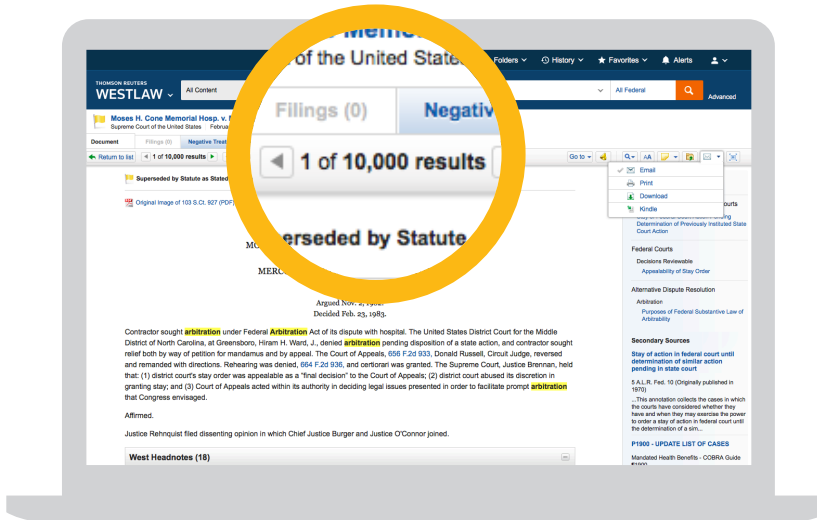 Folders
History
Favorites
Alerts
THOMSON REUTERS
WESTLAW
All Content
All Federal
Advanced
Moses H. Cone Memorial Hosp. v.
Supreme Court of the United States
Document
Filings (0)
Negative
Return to list
1 of 10,000 results
Go to
AA
of the United State
Filings (0)
Negativ
1 of 10,000 results
erseded by Statute
Email
Print
Download
Kindle
Superseded by Statute as Stated
Original Image of 103 S.Ct. 927 (PDF)
Argued Nov. 2, 1982.
Decided Feb. 23, 1983.
Contractor sought arbitration under Federal Arbitration Act of its dispute with hospital. The United States District Court for the Middle
District of North Carolina, at Greensboro, Hiram H. Ward, J., denied arbitration pending disposition of a state action, and contractor sought
relief both by way of petition for mandamus and by appeal. The Court of Appeals, 656 F.2d 933, Donald Russell, Circuit Judge, reversed
and remanded with directions. Rehearing was denied, 664 F.2d 936, and certiorari was granted. The Supreme Court, Justice Brennan, held
that: (1) district court's stay order was appealable as a "final decision" to the Court of Appeals; (2) district court abused its discretion in
granting stay; and (3) Court of Appeals acted within its authority in deciding legal issues presented in order to facilitate prompt arbitration
that Congress envisaged.
Affirmed.
Justice Rehnquist filed dissenting opinion in which Chief Justice Burger and Justice O'Connor joined.
West Headnotes (18)
Determination of Previously Instituted State
Court Action
Federal Courts
Decisions Reviewable
Appealability of Stay Order
Alternative Dispute Resolution
Arbitration
Purposes of Federal Substantive Law of
Arbitrability
Secondary Sources
Stay of action in federal court until
determination of similar action
pending in state court
5 A.L.R. Fed. 10 (Originally published in
1970)
...This annotation collects the cases in which
the courts have considered whether they
have and when they may exercise the power
to order a stay of action in federal court until
the determination of a sim...
P1900 - UPDATE LIST OF CASES
Mandated Health Benefits - COBRA Guide